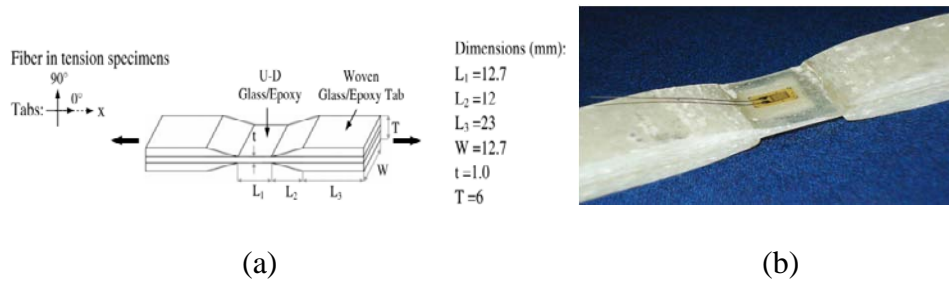 Fiber in tension specimens
90°
0°
Tabs:
x
U-D
Glass/Epoxy
Woven
Glass/Epoxy Tab
T
t
W
L₁
L₂
L₃
Dimensions (mm):
L₁ =12.7
L₂ =12
L₃ =23
W =12.7
t =1.0
T =6
(a)
(b)